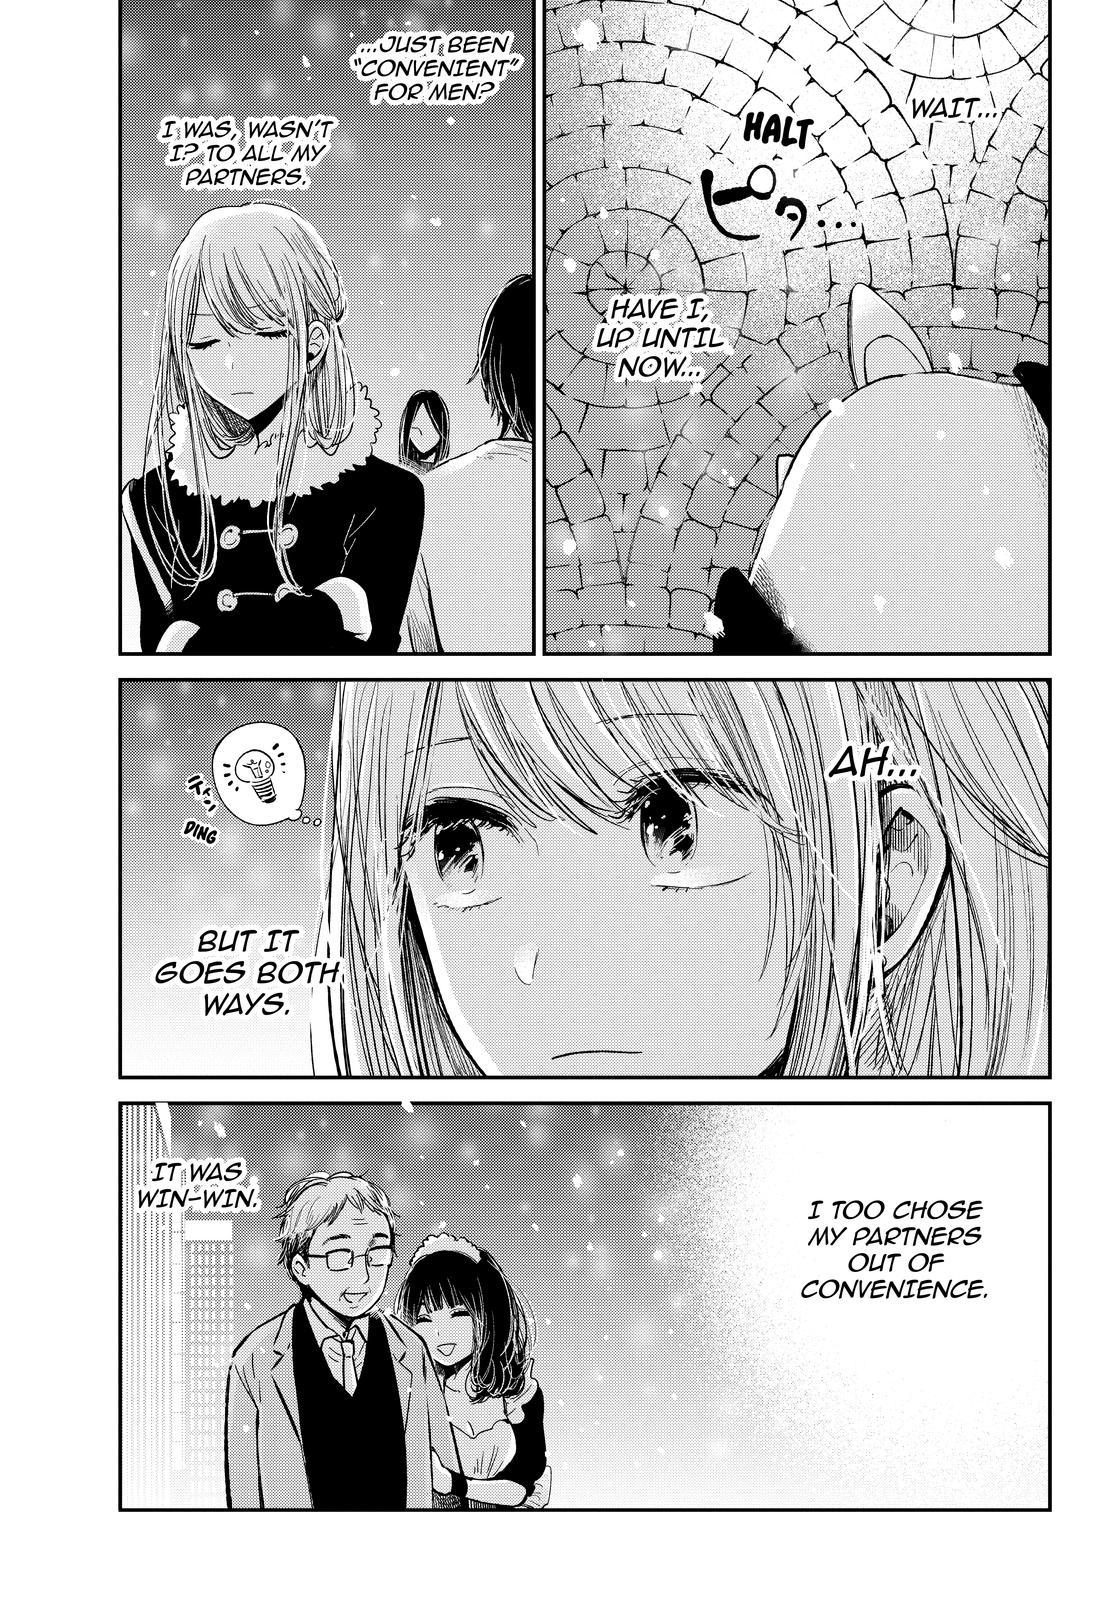 WAIT...
HALT
ピタ...
HAVE I,
UP UNTIL
NOW...
...JUST BEEN
"CONVENIENT"
FOR MEN?
I WAS, WASN'T
I? TO ALL MY
PARTNERS.
AH...
DING
BUT IT
GOES BOTH
WAYS.
I TOO CHOSE
MY PARTNERS
OUT OF
CONVENIENCE.
IT WAS
WIN-WIN.